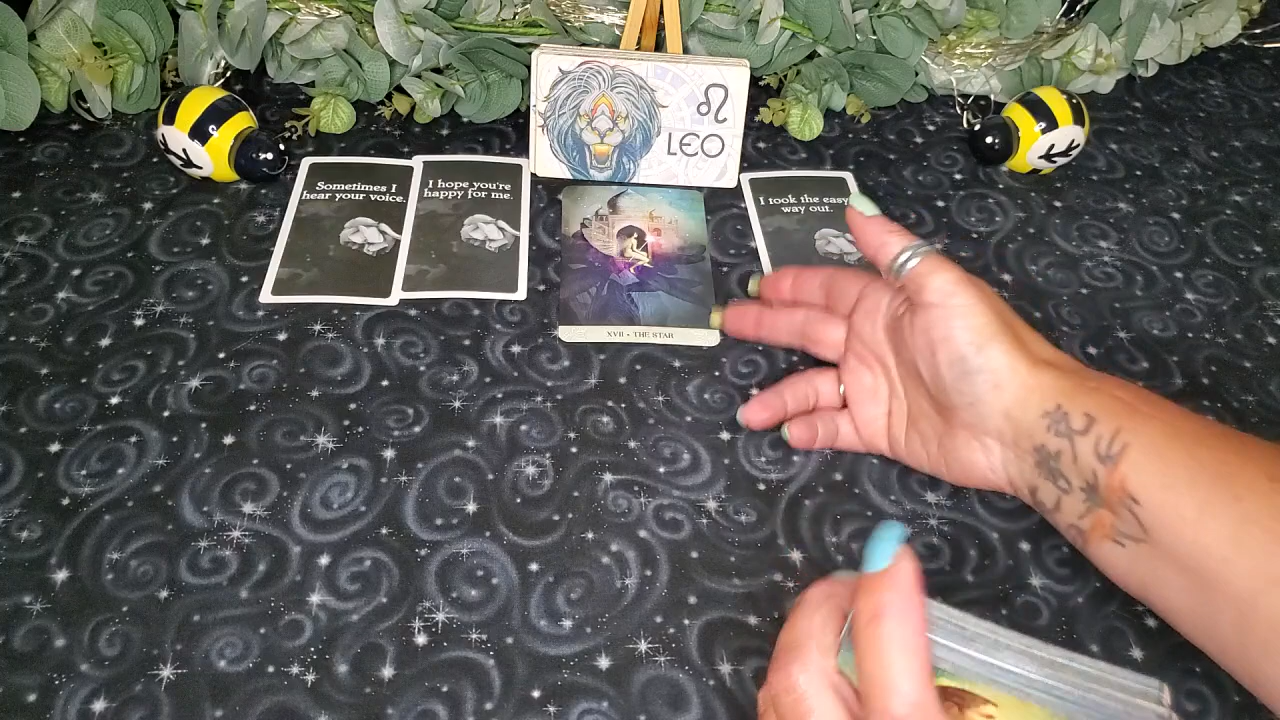 ♌
LEO
Sometimes I
hear your voice.
I hope you're
happy for me.
I took the easy
way out.
XVII • THE STAR